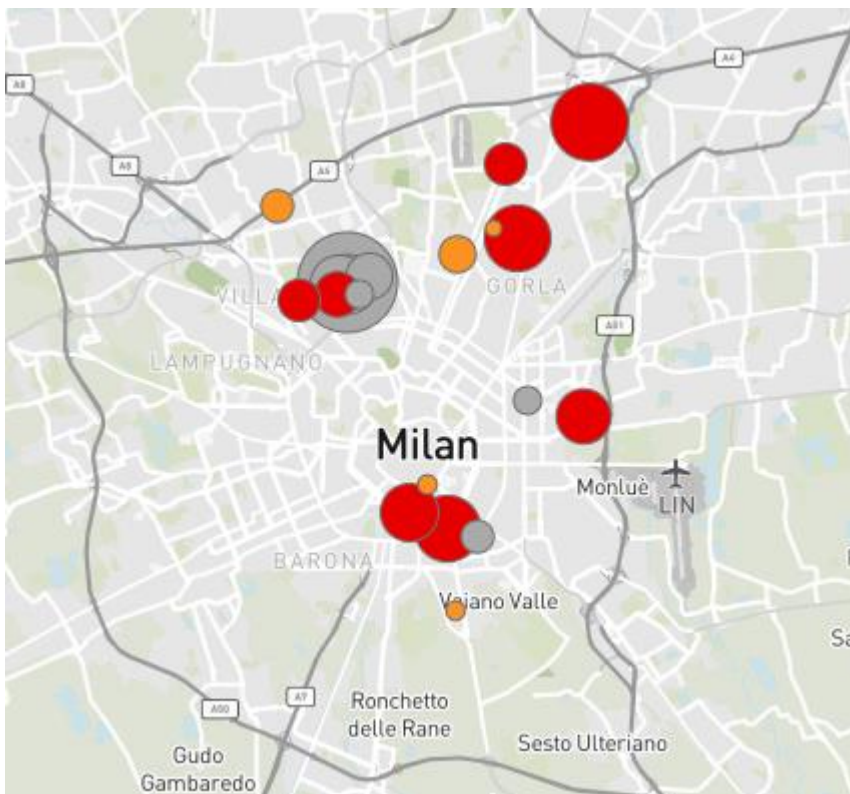 A4
A8
A8
A4
GORLA
VILLA
A51
LAMPUGNANO
Milan
Monluè
LIN
BARONA
Vaiano Valle
Sa
A50
A7
Ronchetto
delle Rane
Sesto Ulteriano
Gudo
Gambaredo